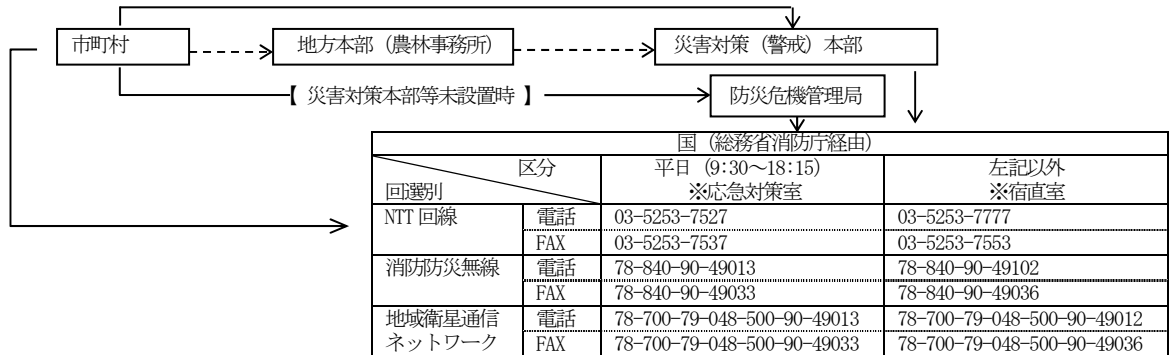 市町村 地方本部（農林事務所） 災害対策（警戒）本部
【 災害対策本部等未設置時 】 防災危機管理局
国（総務省消防庁経由）
区分 平日（9:30～18:15） 左記以外
回選別 ※応急対策室 ※宿直室
NTT 回線 電話 03-5253-7527 03-5253-7777
FAX 03-5253-7537 03-5253-7553
消防防災無線 電話 78-840-90-49013 78-840-90-49102
FAX 78-840-90-49033 78-840-90-49036
地域衛星通信 電話 78-700-79-048-500-90-49013 78-700-79-048-500-90-49012
ネットワーク FAX 78-700-79-048-500-90-49033 78-700-79-048-500-90-49036